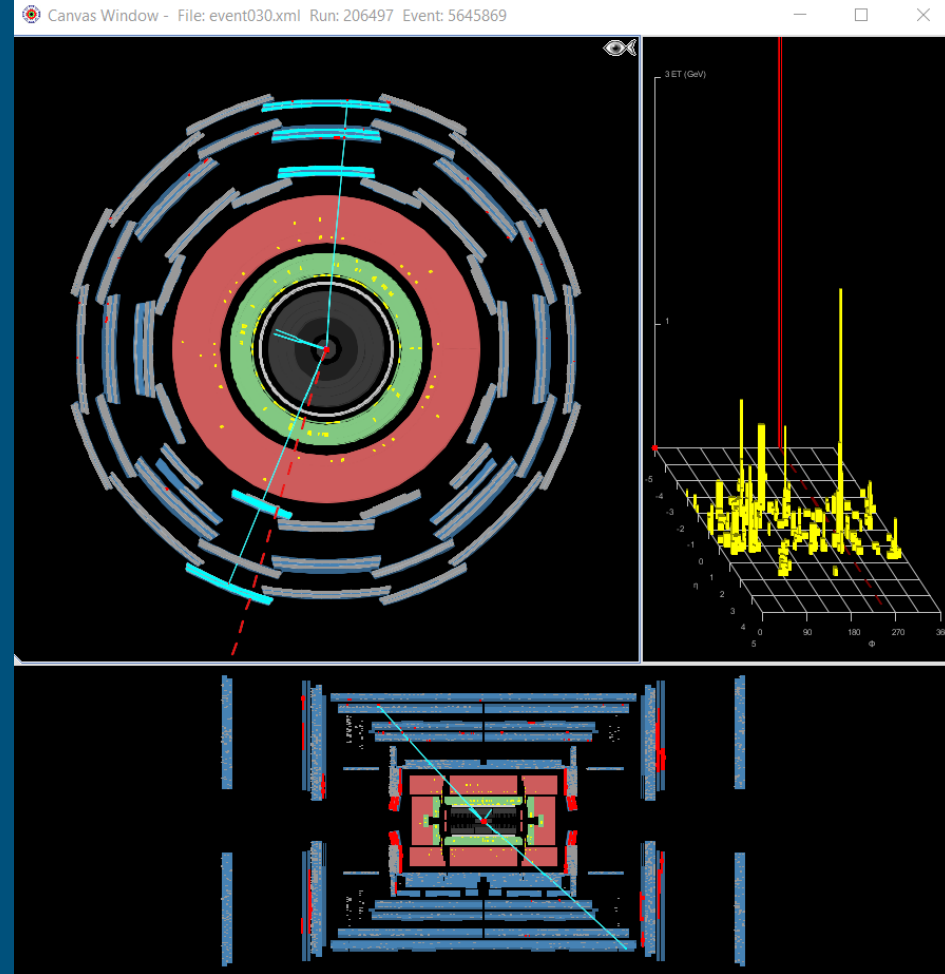 Canvas Window - File: event030.xml Run: 206497 Event: 5645869
3 ET (GeV)
1
-5
-4
-3
-2
-1
0
1
2
3
4
5
η
0 90 180 270 36
Φ